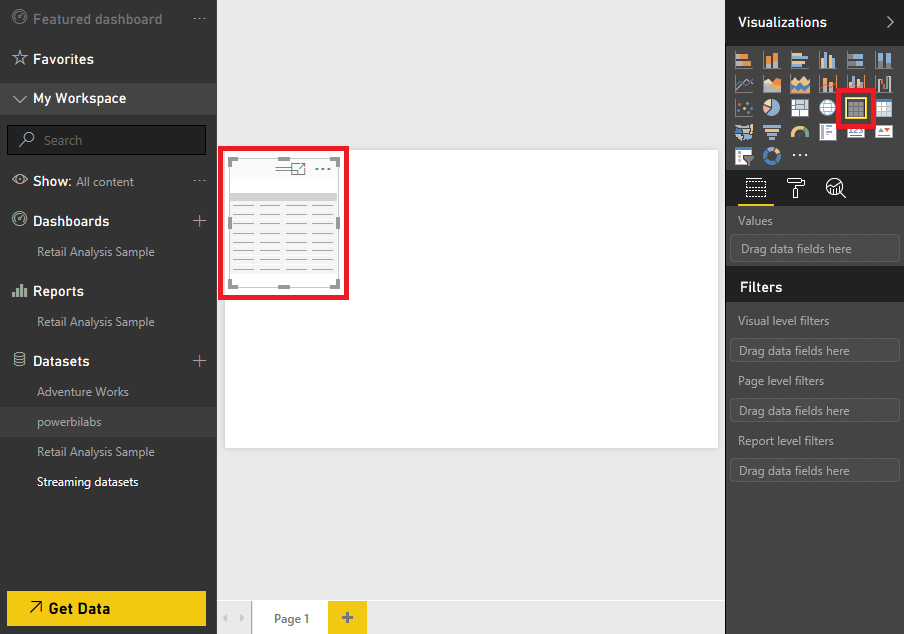 Featured dashboard
Favorites
My Workspace
Search
Show: All content
Dashboards
Retail Analysis Sample
Reports
Retail Analysis Sample
Datasets
Adventure Works
powerbilabs
Retail Analysis Sample
Streaming datasets
Get Data
Page 1
Visualizations
123
Values
Drag data fields here
Filters
Visual level filters
Drag data fields here
Page level filters
Drag data fields here
Report level filters
Drag data fields here